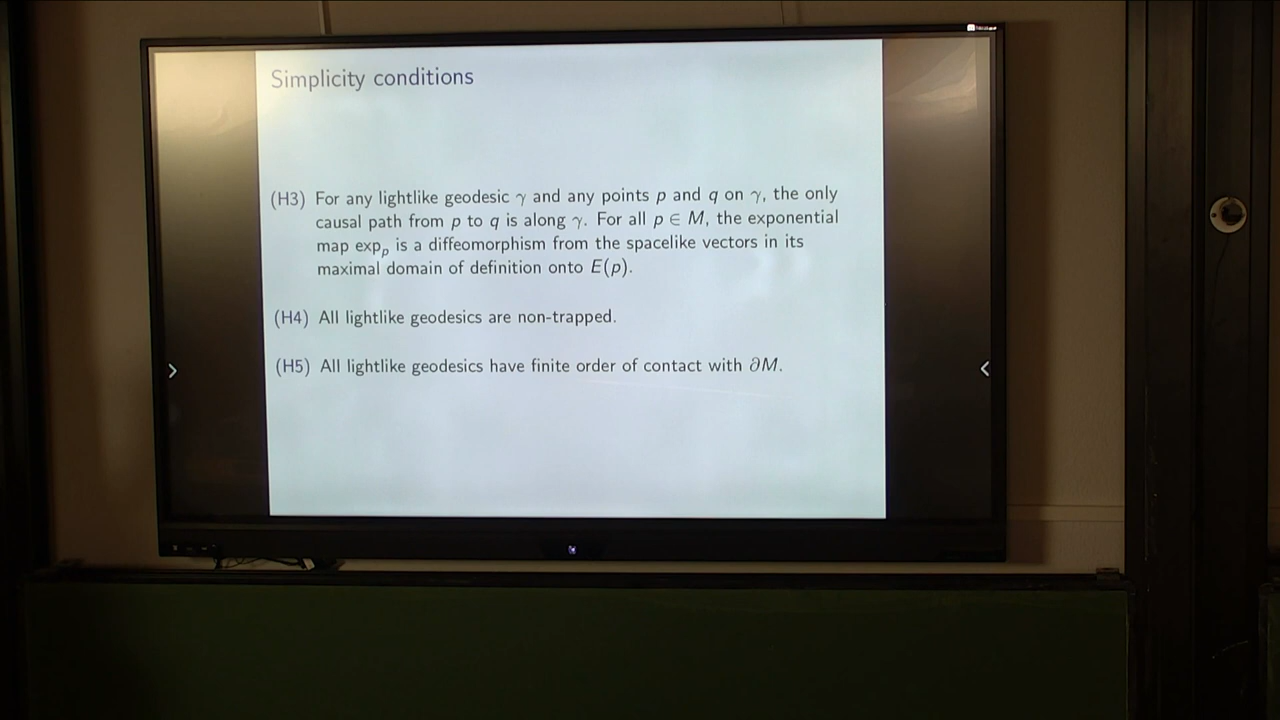 Simplicity conditions
(H3) For any lightlike geodesic γ and any points p and q on γ, the only
causal path from p to q is along γ. For all p ∈ M, the exponential
map expₚ is a diffeomorphism from the spacelike vectors in its
maximal domain of definition onto E(p).
(H4) All lightlike geodesics are non-trapped.
(H5) All lightlike geodesics have finite order of contact with ∂M.